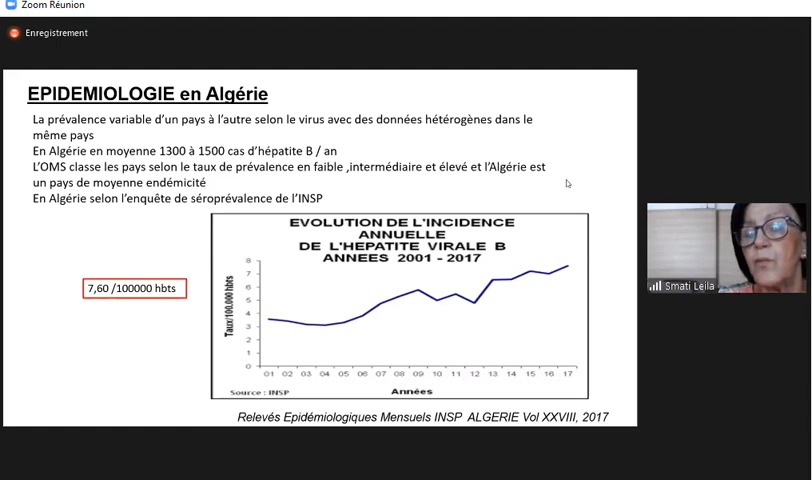 Zoom Réunion
Enregistrement
EPIDEMIOLOGIE en Algérie
La prévalence variable d'un pays à l'autre selon le virus avec des données hétérogènes dans le
même pays
En Algérie en moyenne 1300 à 1500 cas d'hépatite B / an
L'OMS classe les pays selon le taux de prévalence en faible ,intermédiaire et élevé et l'Algérie est
un pays de moyenne endémicité
En Algérie selon l'enquête de séroprévalence de l'INSP
EVOLUTION DE L'INCIDENCE
ANNUELLE
DE L'HEPATITE VIRALE B
ANNEES 2001 - 2017
7,60 /100000 hbts
Taux/100.000 hbts
8
7
6
5
4
3
2
1
0
01 02 03 04 05 06 07 08 09 10 11 12 13 14 15 16 17
Source : INSP
Années
Relevés Epidémiologiques Mensuels INSP ALGERIE Vol XXVIII, 2017
Smati Leila